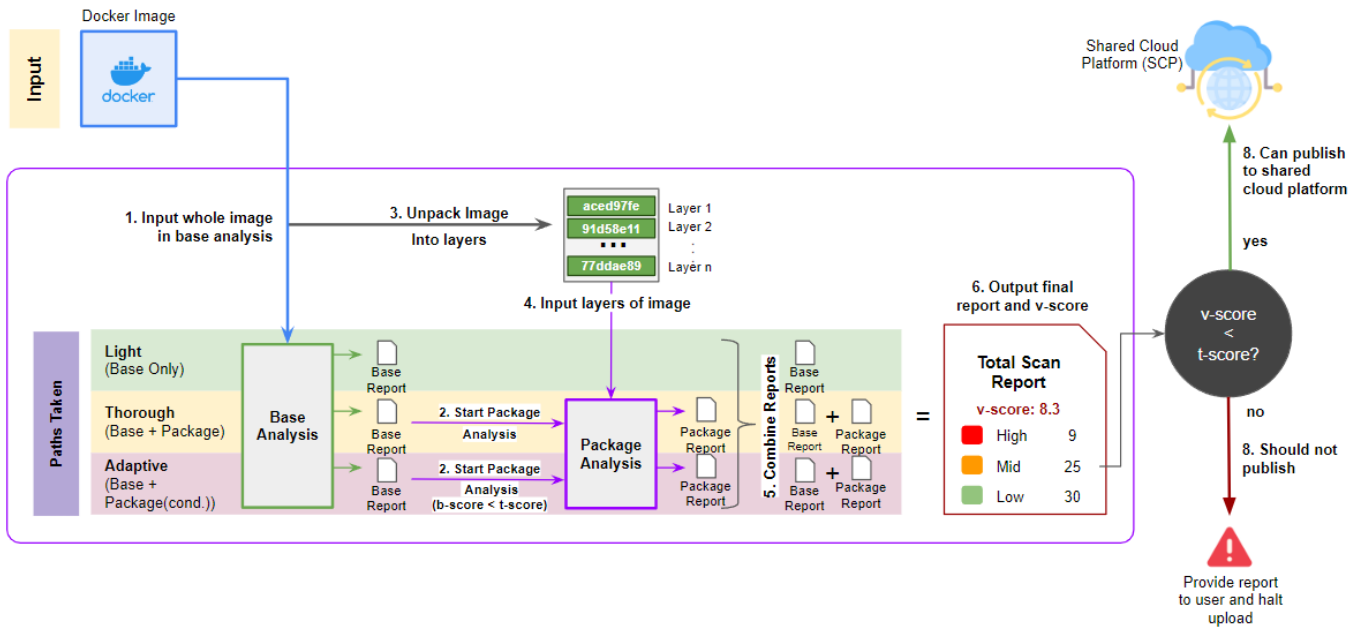 Docker Image
Input
docker
Shared Cloud
Platform (SCP)
8. Can publish
to shared
cloud platform
yes
1. Input whole image
in base analysis
3. Unpack Image
Into layers
aced97fe
Layer 1
91d58e11
Layer 2
...
:
77ddae89
Layer n
4. Input layers of image
6. Output final
report and v-score
v-score
<
t-score?
no
8. Should not
publish
Provide report
to user and halt
upload
Paths Taken
Light
(Base Only)
Thorough
(Base + Package)
Adaptive
(Base +
Package(cond.))
Base
Analysis
Base
Report
Base
Report
Base
Report
2. Start Package
Analysis
2. Start Package
Analysis
(b-score < t-score)
Package
Analysis
Package
Report
Package
Report
5. Combine Reports
Base
Report
Base
Report
+
Package
Report
Base
Report
+
Package
Report
=
Total Scan
Report
v-score: 8.3
High 9
Mid 25
Low 30